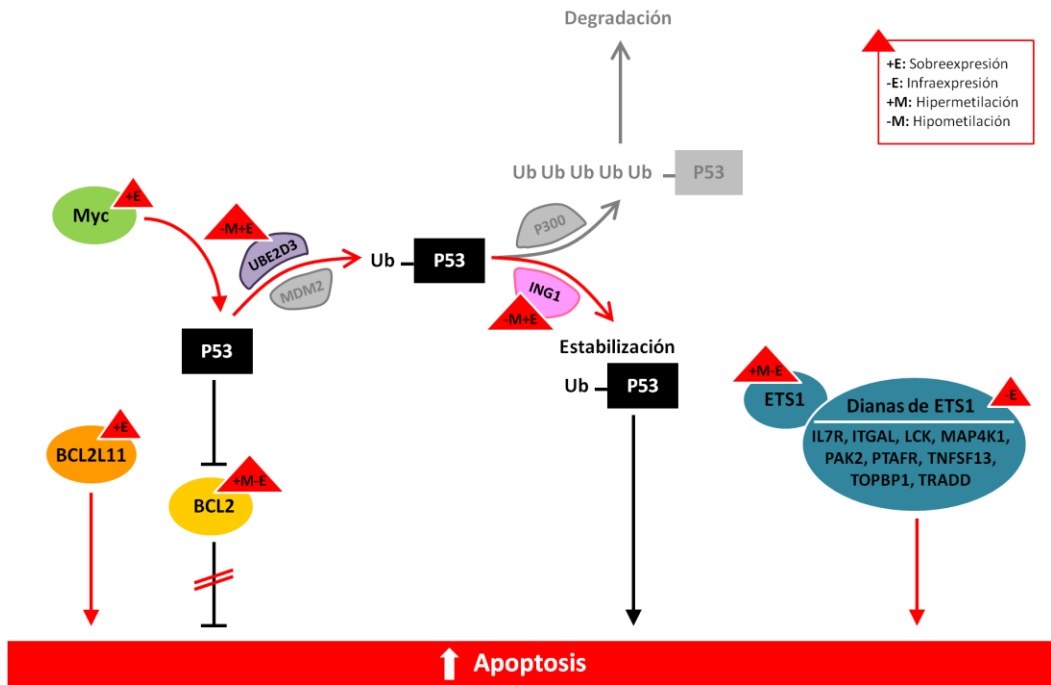 Degradación
+E: Sobreexpresión
-E: Infraexpresión
+M: Hipermetilación
-M: Hipometilación
Ub Ub Ub Ub Ub
P53
Myc
+E
-M+E
UBE2D3
MDM2
Ub
P53
P300
ING1
-M+E
P53
Estabilización
Ub
P53
+M-E
ETS1
-E
Dianas de ETS1
IL7R, ITGAL, LCK, MAP4K1,
PAK2, PTAFR, TNFSF13,
TOPBP1, TRADD
+E
BCL2L11
+M-E
BCL2
Apoptosis